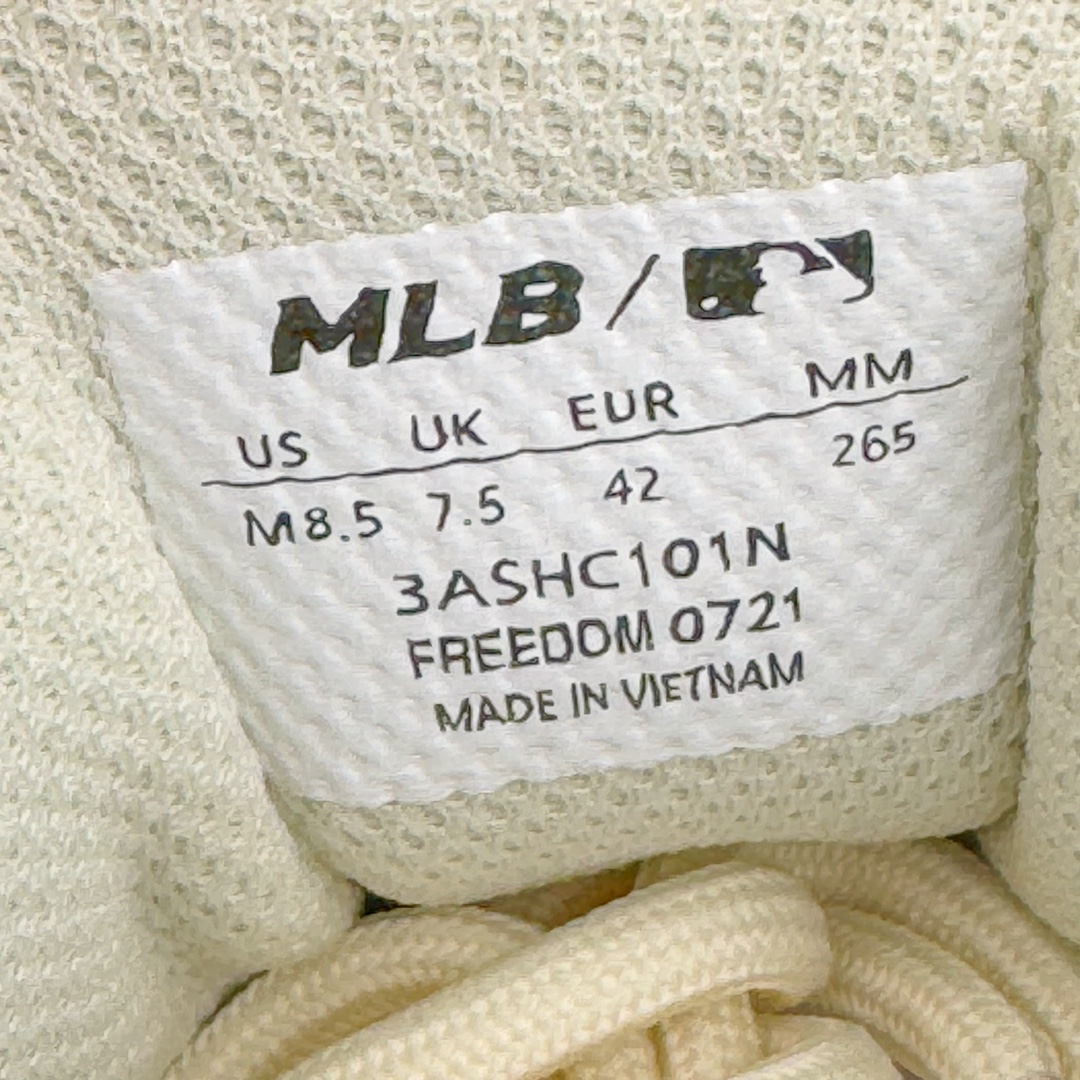 MLB /
US UK EUR MM
M8.5 7.5 42 265
3ASHC101N
FREEDOM 0721
MADE IN VIETNAM